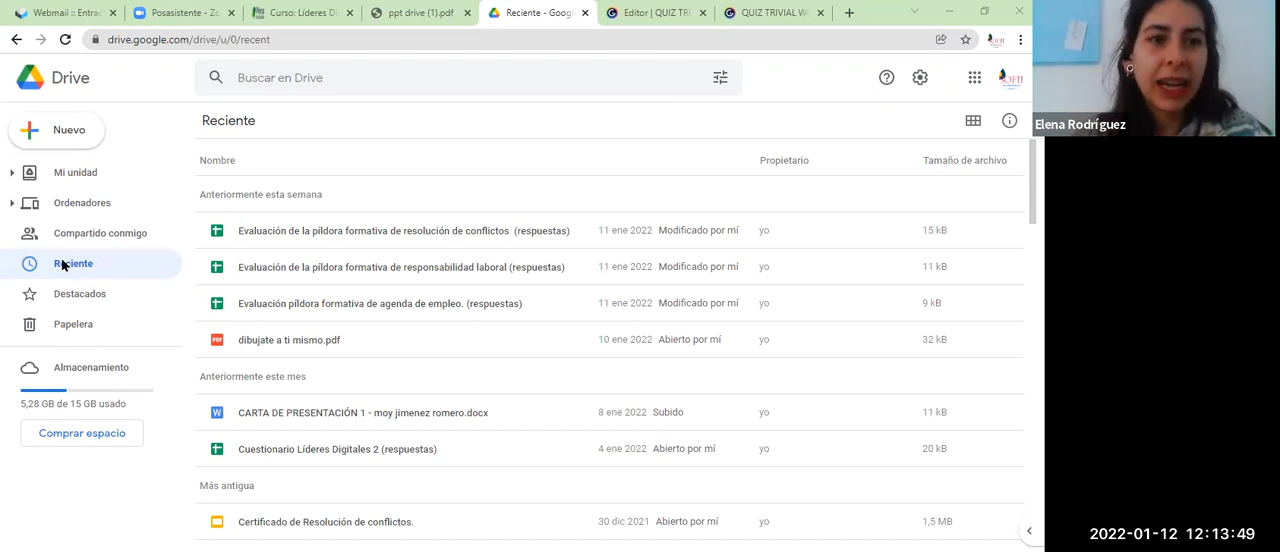 Webmail :: Entra
Posasistente - Zo
Curso: Líderes Di
ppt drive (1).pdf
Reciente - Googl
Editor | QUIZ TRI
QUIZ TRIVIAL W
drive.google.com/drive/u/0/recent
Drive
Buscar en Drive
Elena Rodríguez
Nuevo
Reciente
Mi unidad
Ordenadores
Compartido conmigo
Reciente
Destacados
Papelera
Almacenamiento
5,28 GB de 15 GB usado
Comprar espacio
Nombre Propietario Tamaño de archivo
Anteriormente esta semana
Evaluación de la píldora formativa de resolución de conflictos (respuestas) 11 ene 2022 Modificado por mí yo 15 kB
Evaluación de la píldora formativa de responsabilidad laboral (respuestas) 11 ene 2022 Modificado por mí yo 11 kB
Evaluación píldora formativa de agenda de empleo. (respuestas) 11 ene 2022 Modificado por mí yo 9 kB
PDF dibujate a ti mismo.pdf 10 ene 2022 Abierto por mí yo 32 kB
Anteriormente este mes
W CARTA DE PRESENTACIÓN 1 - moy jimenez romero.docx 8 ene 2022 Subido yo 11 kB
Cuestionario Líderes Digitales 2 (respuestas) 4 ene 2022 Abierto por mí yo 20 kB
Más antigua
Certificado de Resolución de conflictos. 30 dic 2021 Abierto por mí yo 1,5 MB
2022-01-12 12:13:49